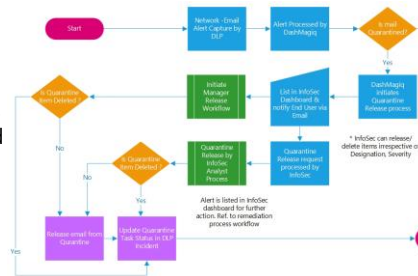 Start
Network -Email
Alert Capture by
DLP
Alert Processed by
DashMagiq
Is mail
Quarantined?
Yes
Is Quarantine
Item Deleted ?
Initiate
Manager
Release
Workflow
List in InfoSec
Dashboard &
notify End User via
Email
DashMagiq
Initiates
Quarantine
Release process
* InfoSec can release/
delete items irrespective o
Designation, Severity
No
Is Quarantine
Item Deleted ?
Quarantine
Release by
InfoSec
Analyst
Process
Quarantine
Release request
processed by
InfoSec
No
Yes
Alert is listed in InfoSec
dashboard for further
action. Ref. to remediation
process workflow
Release email from
Qurantine
Update Quarantine
Task Status in DLP
Incident
Yes